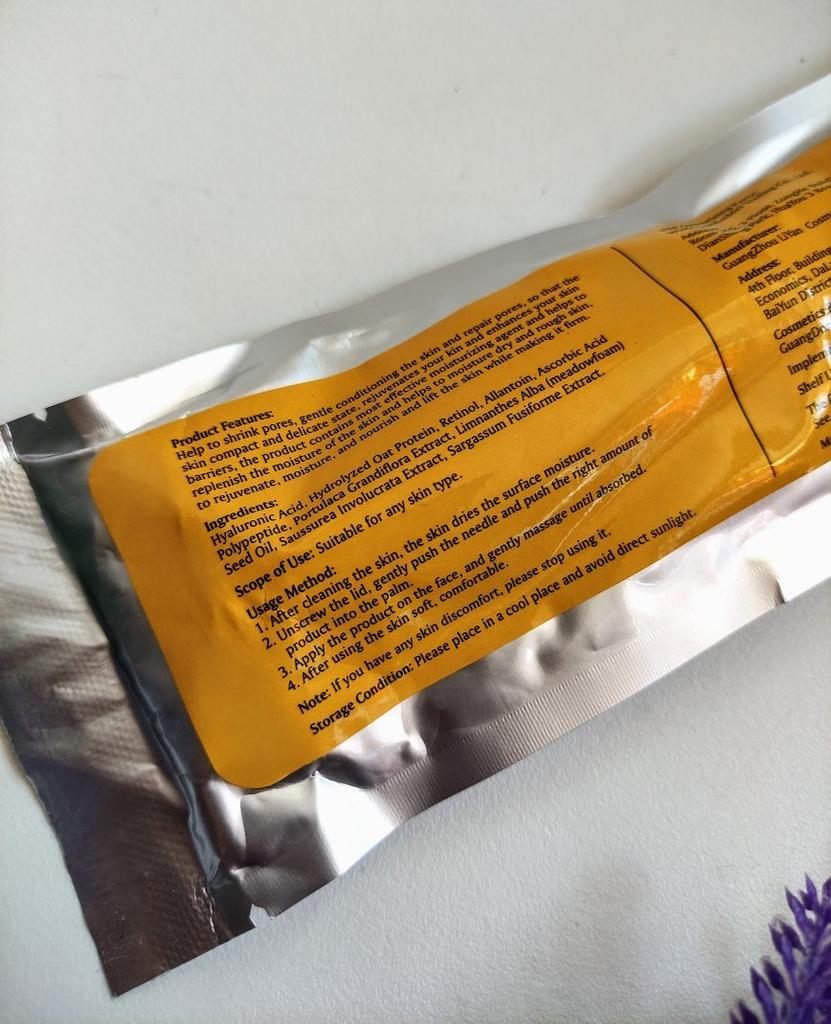 Product Features:
Help to shrink pores, gentle conditioning the skin and repair pores, so that the
skin compact and delicate state, rejuvenates your kin and enhances your skin
barriers, the product contains most effective moisturizing agent and helps to
replenish the moisture of the skin and helps to moisture dry and rough skin,
to rejuvenate, moisture, and nourish and lift the skin while making it firm.
Ingredients:
Hyaluronic Acid, Hydrolyzed Oat Protein, Retinol, Allantoin, Ascorbic Acid
Polypeptide, Portulaca Grandiflora Extract, Limnanthes Alba (meadowfoam)
Seed Oil, Saussurea Involucrata Extract, Sargassum Fusiforme Extract.
Scope of Use: Suitable for any skin type.
Usage Method:
1. After cleaning the skin, the skin dries the surface moisture.
2. Unscrew the lid, gently push the needle and push the right amount of
product into the palm.
3. Apply the product on the face, and gently massage until absorbed.
4. After using the skin soft, comfortable.
Note: If you have any skin discomfort, please stop using it.
Storage Condition: Please place in a cool place and avoid direct sunlight.
Manufacturer:
GuangZhou LiYan
Address:
4th Floor, Building
Economics,
BaiYun District
Cosmetics
Shelf